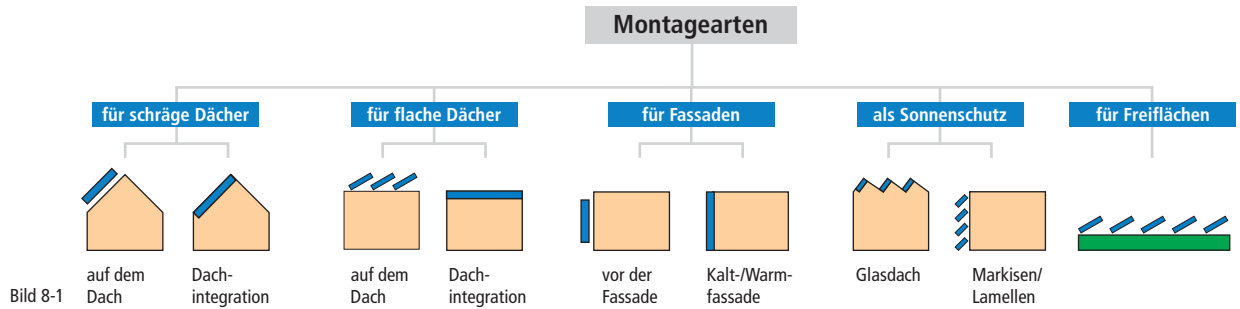 Montagearten
für schräge Dächer
für flache Dächer
für Fassaden
als Sonnenschutz
für Freiflächen
auf dem
Dach
Dach-
integration
auf dem
Dach
Dach-
integration
vor der
Fassade
Kalt-/Warm-
fassade
Glasdach
Markisen/
Lamellen
Bild 8-1